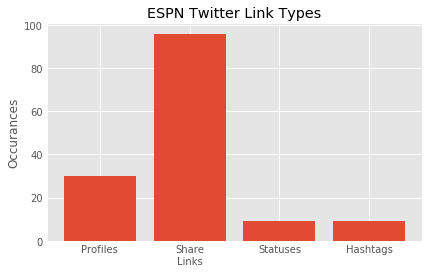 ESPN Twitter Link Types
Occurances
100
80
60
40
20
0
Profiles
Share
Links
Statuses
Hashtags